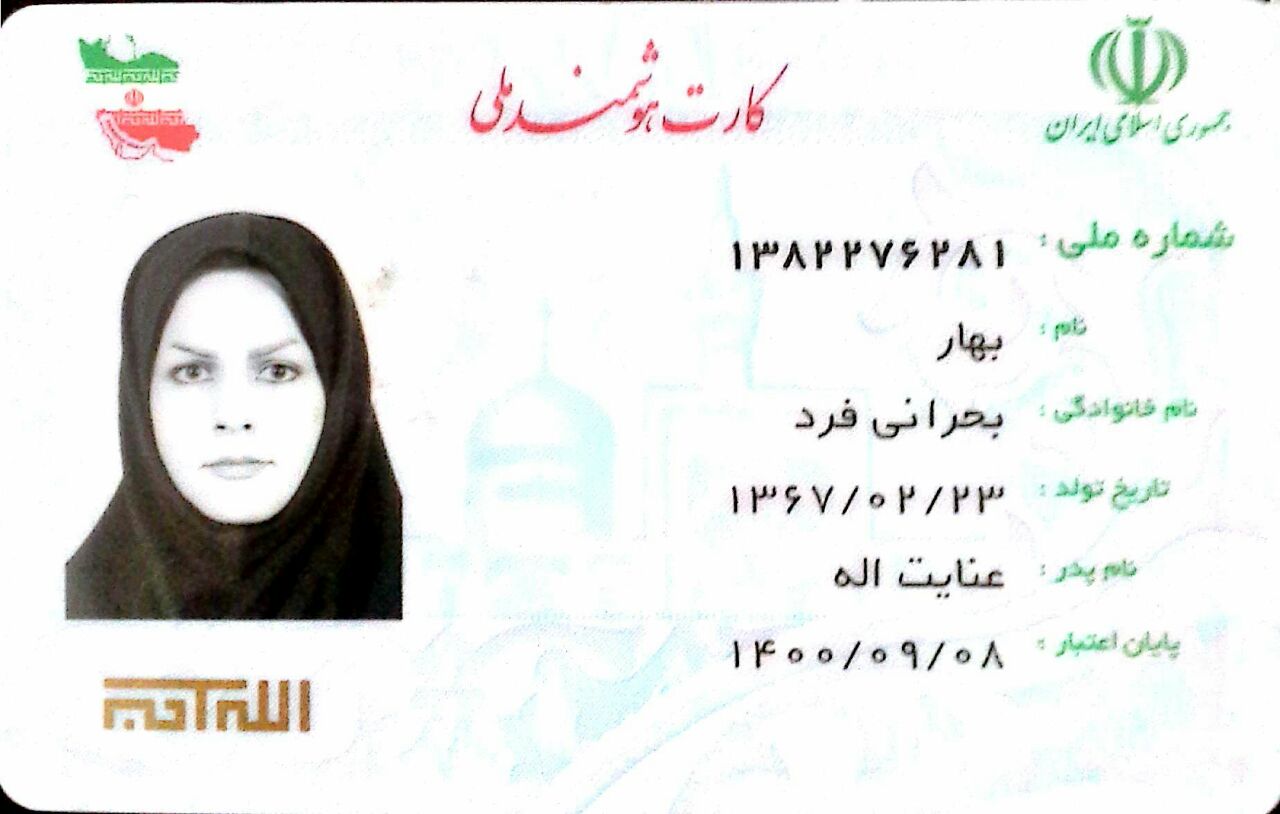 جمهوری اسلامی ایران
کارت هوشمند ملی
شماره ملی : ۱۳۸۲۲۷۶۲۸۱
نام : بهار
نام خانوادگی : بحرانی فرد
تاریخ تولد : ۱۳۶۷/۰۲/۲۳
نام پدر : عنایت اله
پایان اعتبار : ۱۴۰۰/۰۹/۰۸
الله اکبر